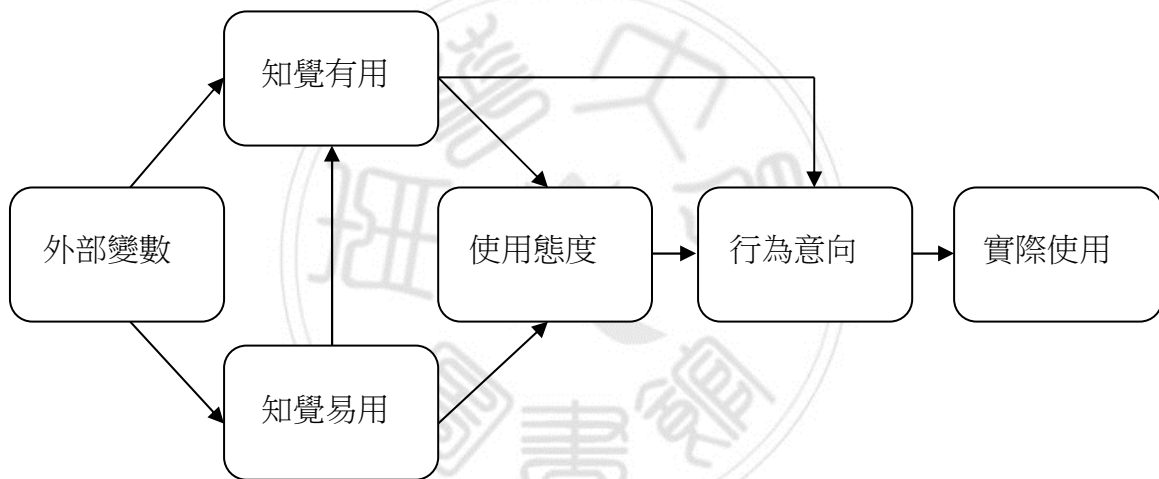 知覺有用
外部變數
使用態度
行為意向
實際使用
知覺易用